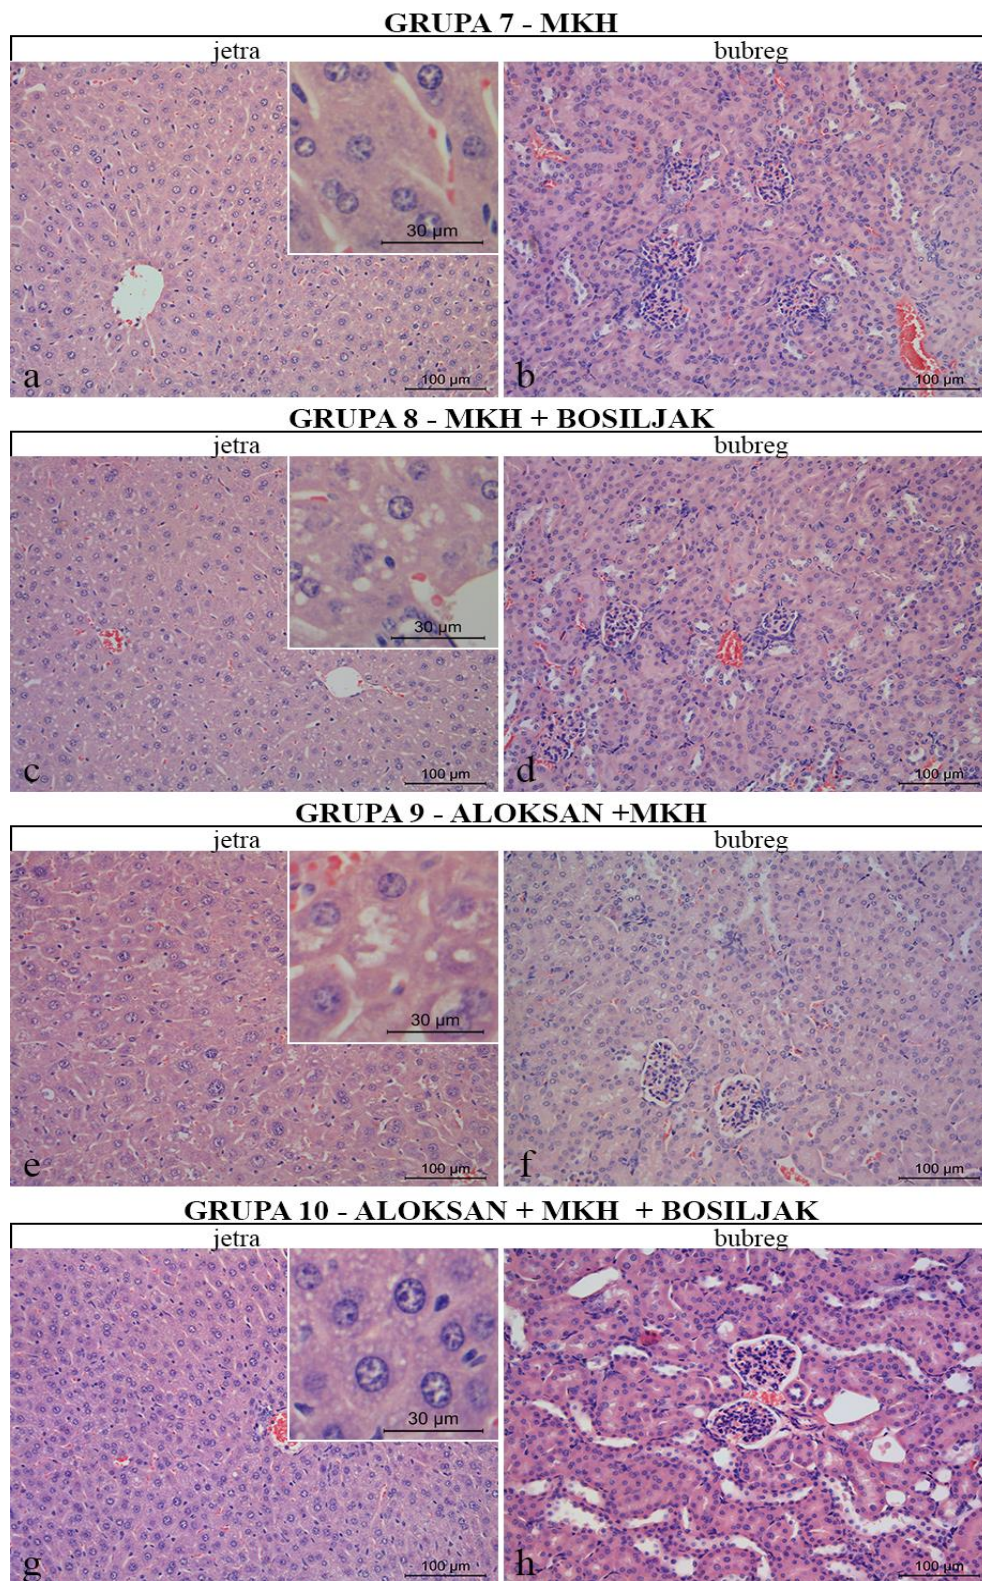 GRUPA 7 - MKH
jetra bubreg
30 µm
a 100 µm b 100 µm
GRUPA 8 - MKH + BOSILJAK
jetra bubreg
30 µm
c 100 µm d 100 µm
GRUPA 9 - ALOKSAN +MKH
jetra bubreg
30 µm
e 100 µm f 100 µm
GRUPA 10 - ALOKSAN + MKH + BOSILJAK
jetra bubreg
30 µm
g 100 µm h 100 µm